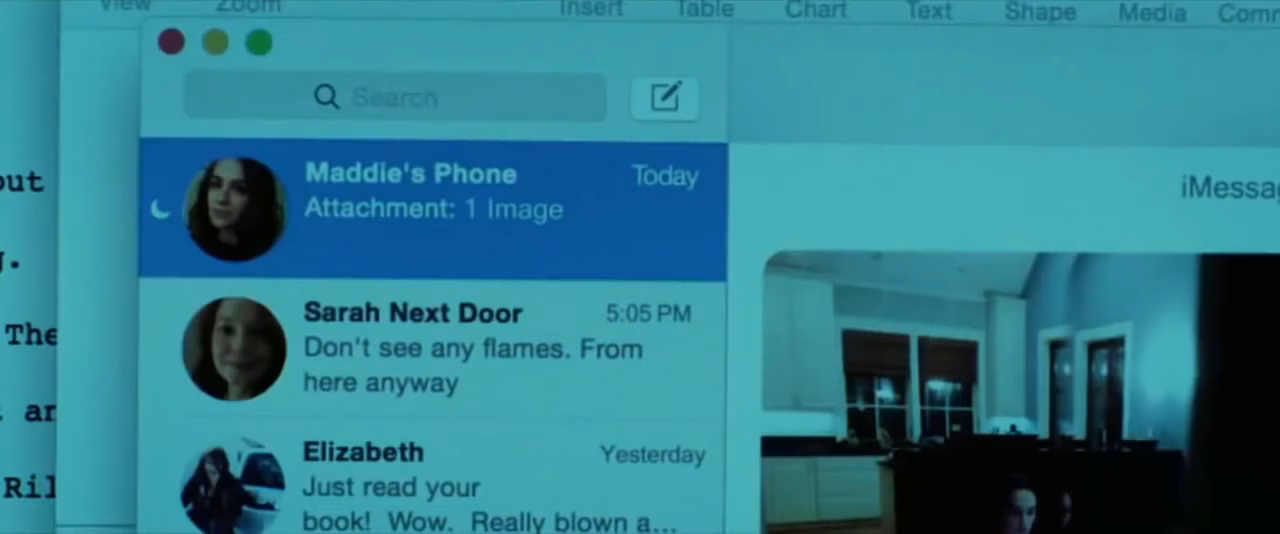 View Zoom Insert Table Chart Text Shape Media
Search
out
Maddie's Phone Today
Attachment: 1 Image
iMessa
Sarah Next Door 5:05 PM
Don't see any flames. From
here anyway
The
Elizabeth Yesterday
Just read your
book! Wow. Really blown a...
Ril